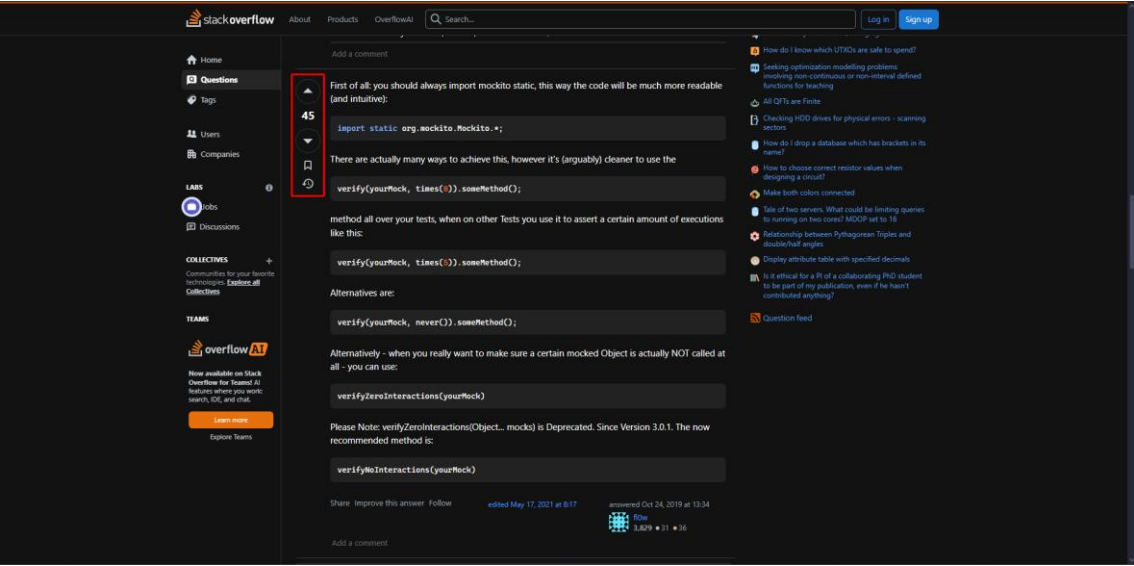 stack overflow
About
Products
OverflowAI
Search...
Log in
Sign up
Home
Questions
Tags
Users
Companies
LABS
Jobs
Discussions
COLLECTIVES
+
Communities for your favorite
technologies. Explore all
Collectives
TEAMS
overflow AI
Now available on Stack
Overflow for Teams! AI
features where you work:
search, IDE, and chat.
Learn more
Explore Teams
Add a comment
45
First of all: you should always import mockito static, this way the code will be much more readable
(and intuitive):
import static org.mockito.Mockito.*;
There are actually many ways to achieve this, however it's (arguably) cleaner to use the
verify(yourMock, times(0)).someMethod();
method all over your tests, when on other Tests you use it to assert a certain amount of executions
like this:
verify(yourMock, times(5)).someMethod();
Alternatives are:
verify(yourMock, never()).someMethod();
Alternatively - when you really want to make sure a certain mocked Object is actually NOT called at
all - you can use:
verifyZeroInteractions(yourMock)
Please Note: verifyZeroInteractions(Object... mocks) is Deprecated. Since Version 3.0.1. The now
recommended method is:
verifyNoInteractions(yourMock)
Share Improve this answer Follow
edited May 17, 2021 at 8:17
answered Oct 24, 2019 at 13:34
fl0w
3,829 31 36
Add a comment
How do I know which UTXOs are safe to spend?
Seeking optimization modelling problems
involving non-continuous or non-interval defined
functions for teaching
All QFTs are Finite
Checking HDD drives for physical errors - scanning
sectors
How do I drop a database which has brackets in its
name?
How to choose correct resistor values when
designing a circuit?
Make both colors connected
Tale of two servers. What could be limiting queries
to running on two cores? MDOP set to 16
Relationship between Pythagorean Triples and
double/half angles
Display attribute table with specified decimals
Is it ethical for a PI of a collaborating PhD student
to be part of my publication, even if he hasn't
contributed anything?
Question feed